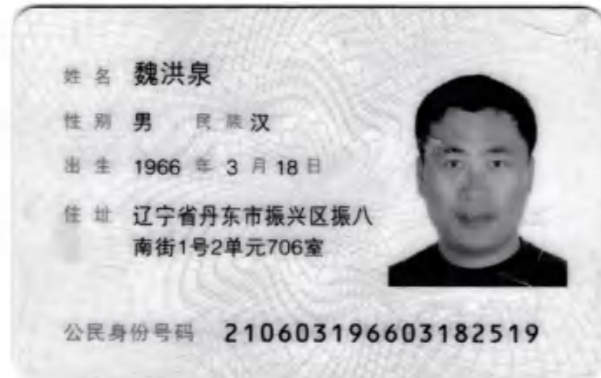 姓名 魏洪泉
性别 男 民族 汉
出生 1966 年 3 月 18 日
住址 辽宁省丹东市振兴区振八
南街1号2单元706室
公民身份号码 210603196603182519